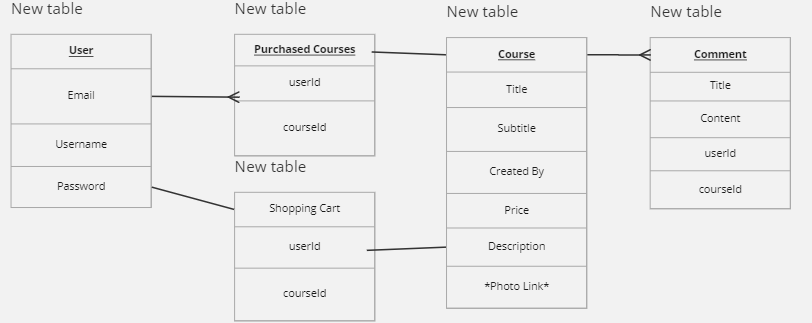 New table
User
Email
Username
Password
New table
Purchased Courses
userId
courseId
New table
Shopping Cart
userId
courseId
New table
Course
Title
Subtitle
Created By
Price
Description
*Photo Link*
New table
Comment
Title
Content
userId
courseId